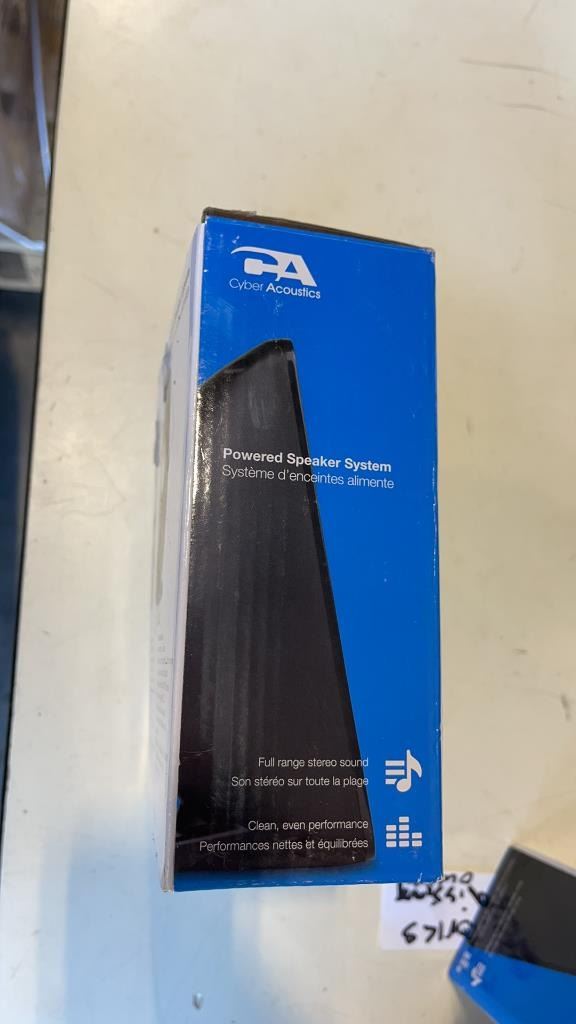 CA
Cyber Acoustics
Powered Speaker System
Système d'enceintes alimente
Full range stereo sound
Son stéréo sur toute la plage
Clean, even performance
Performances nettes et équilibrées